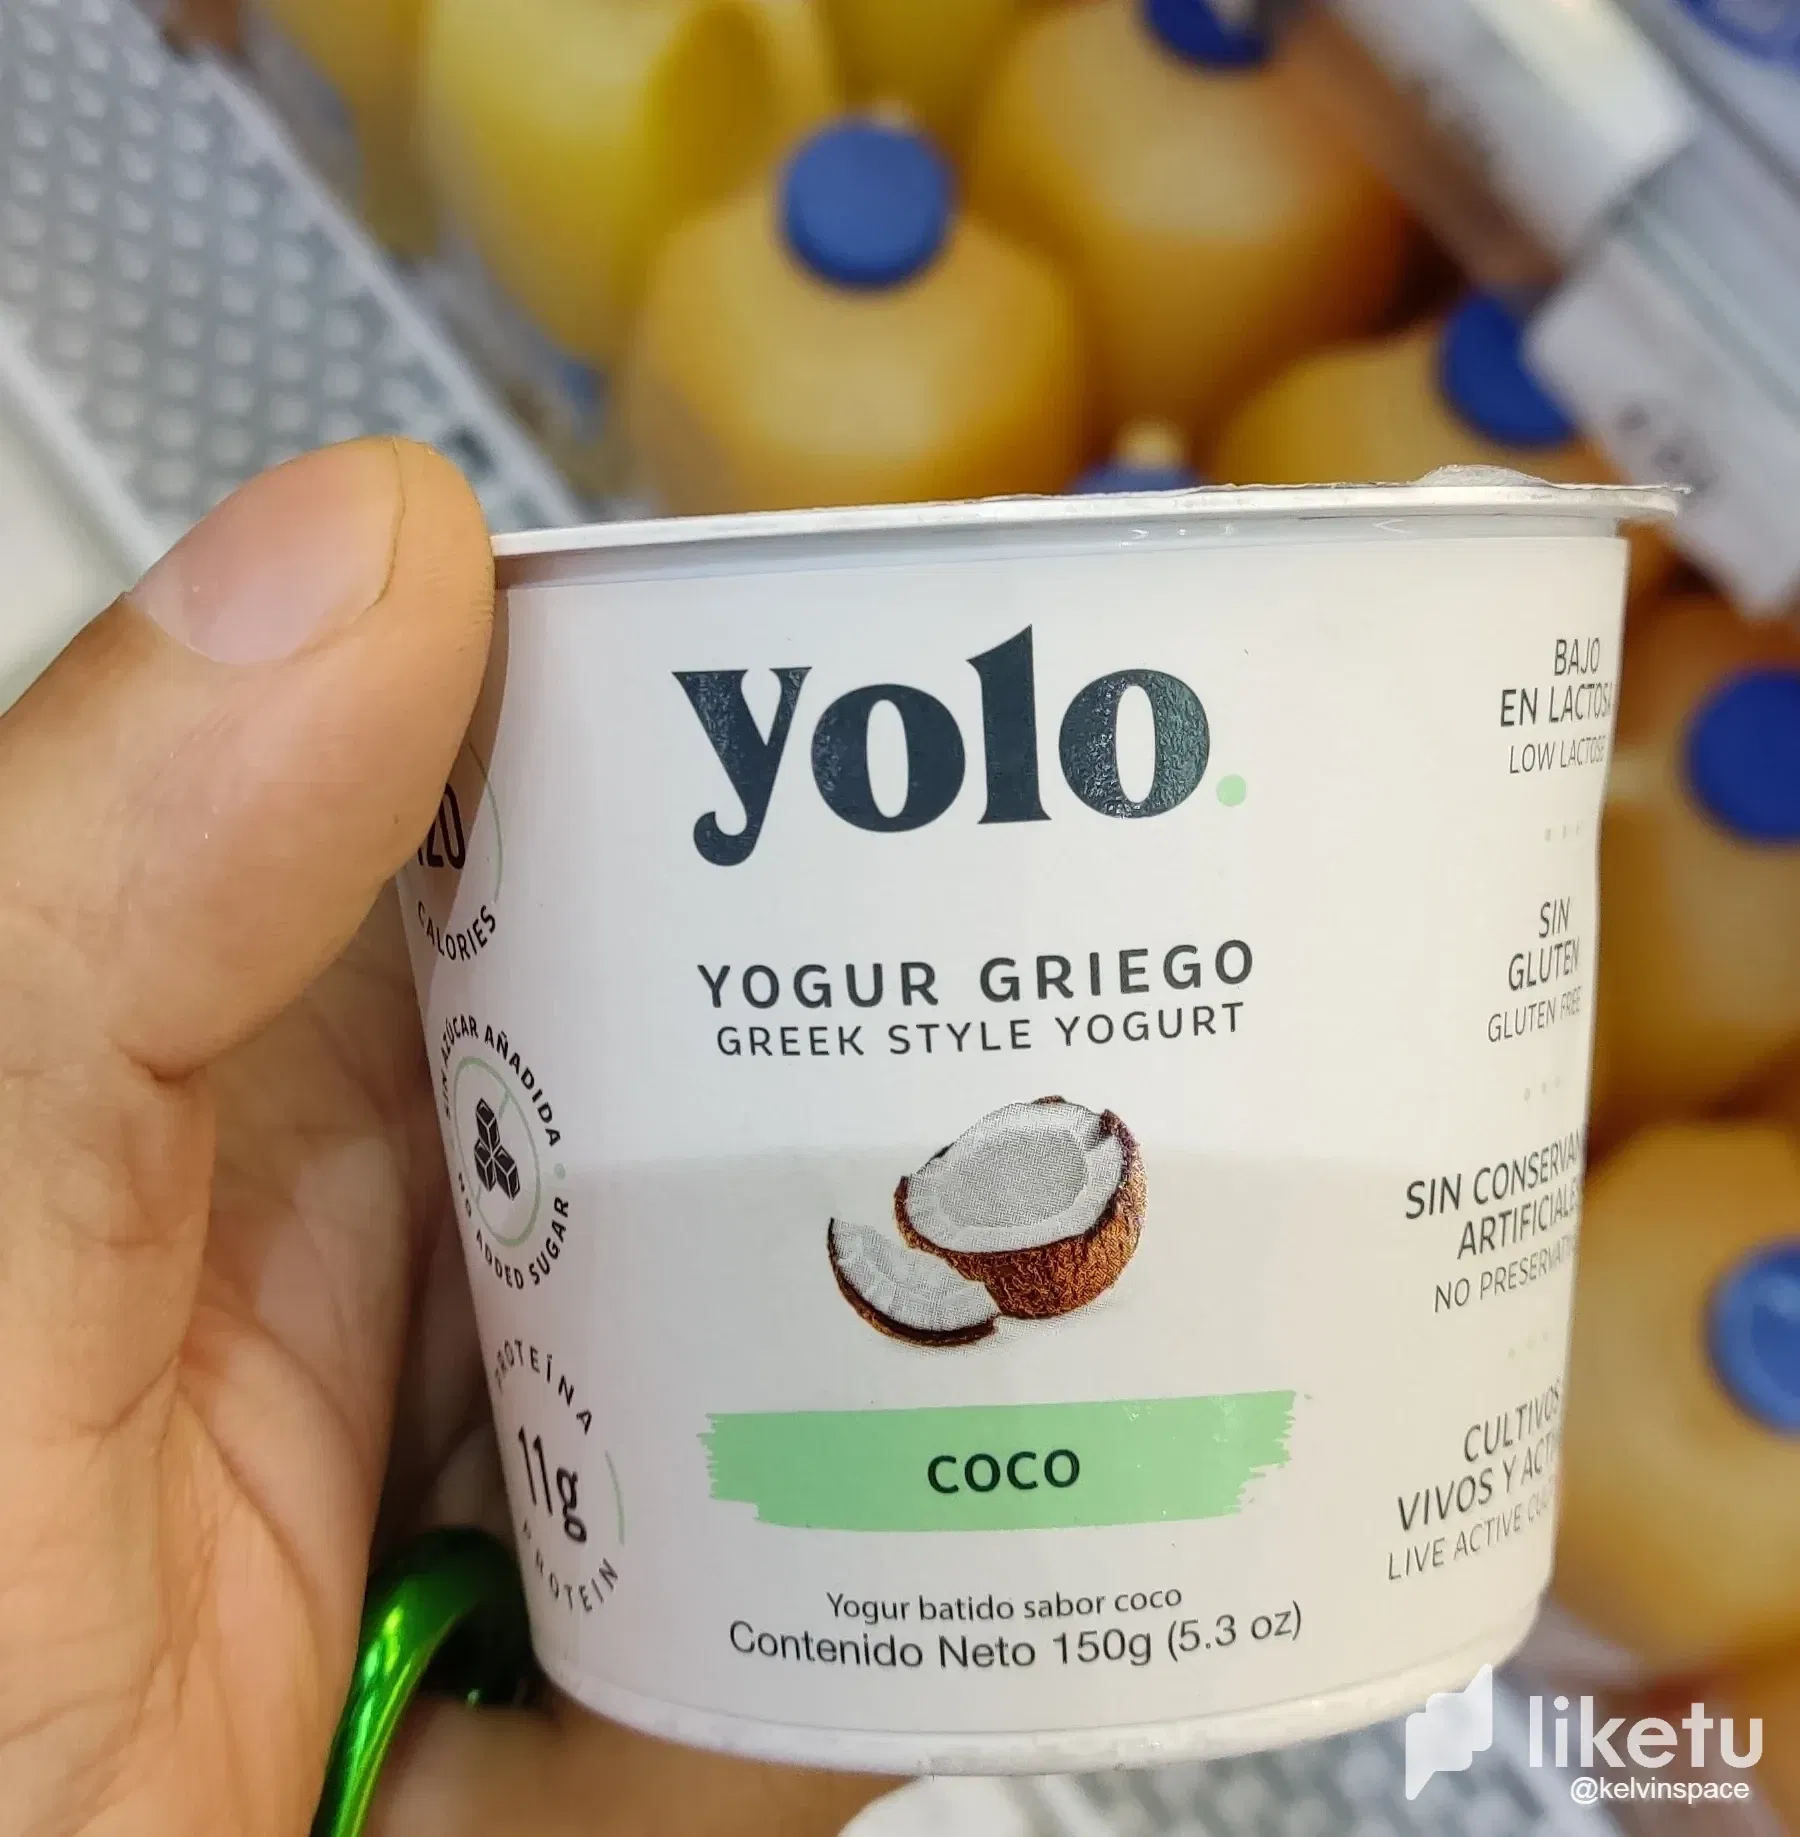 yolo.
YOGUR GRIEGO
GREEK STYLE YOGURT
COCO
Yogur batido sabor coco
Contenido Neto 150g (5.3 oz)
CALORIES
SIN AZÚCAR AÑADIDA
NO ADDED SUGAR
PROTEÍNA
11g
PROTEIN
BAJO
EN LACTOSA
LOW LACTOSE
SIN
GLUTEN
GLUTEN FREE
SIN
ARTIFICIALES
NO
CULTIVOS
VIVOS Y
LIVE ACTIVE
liketu
@kelvinspace